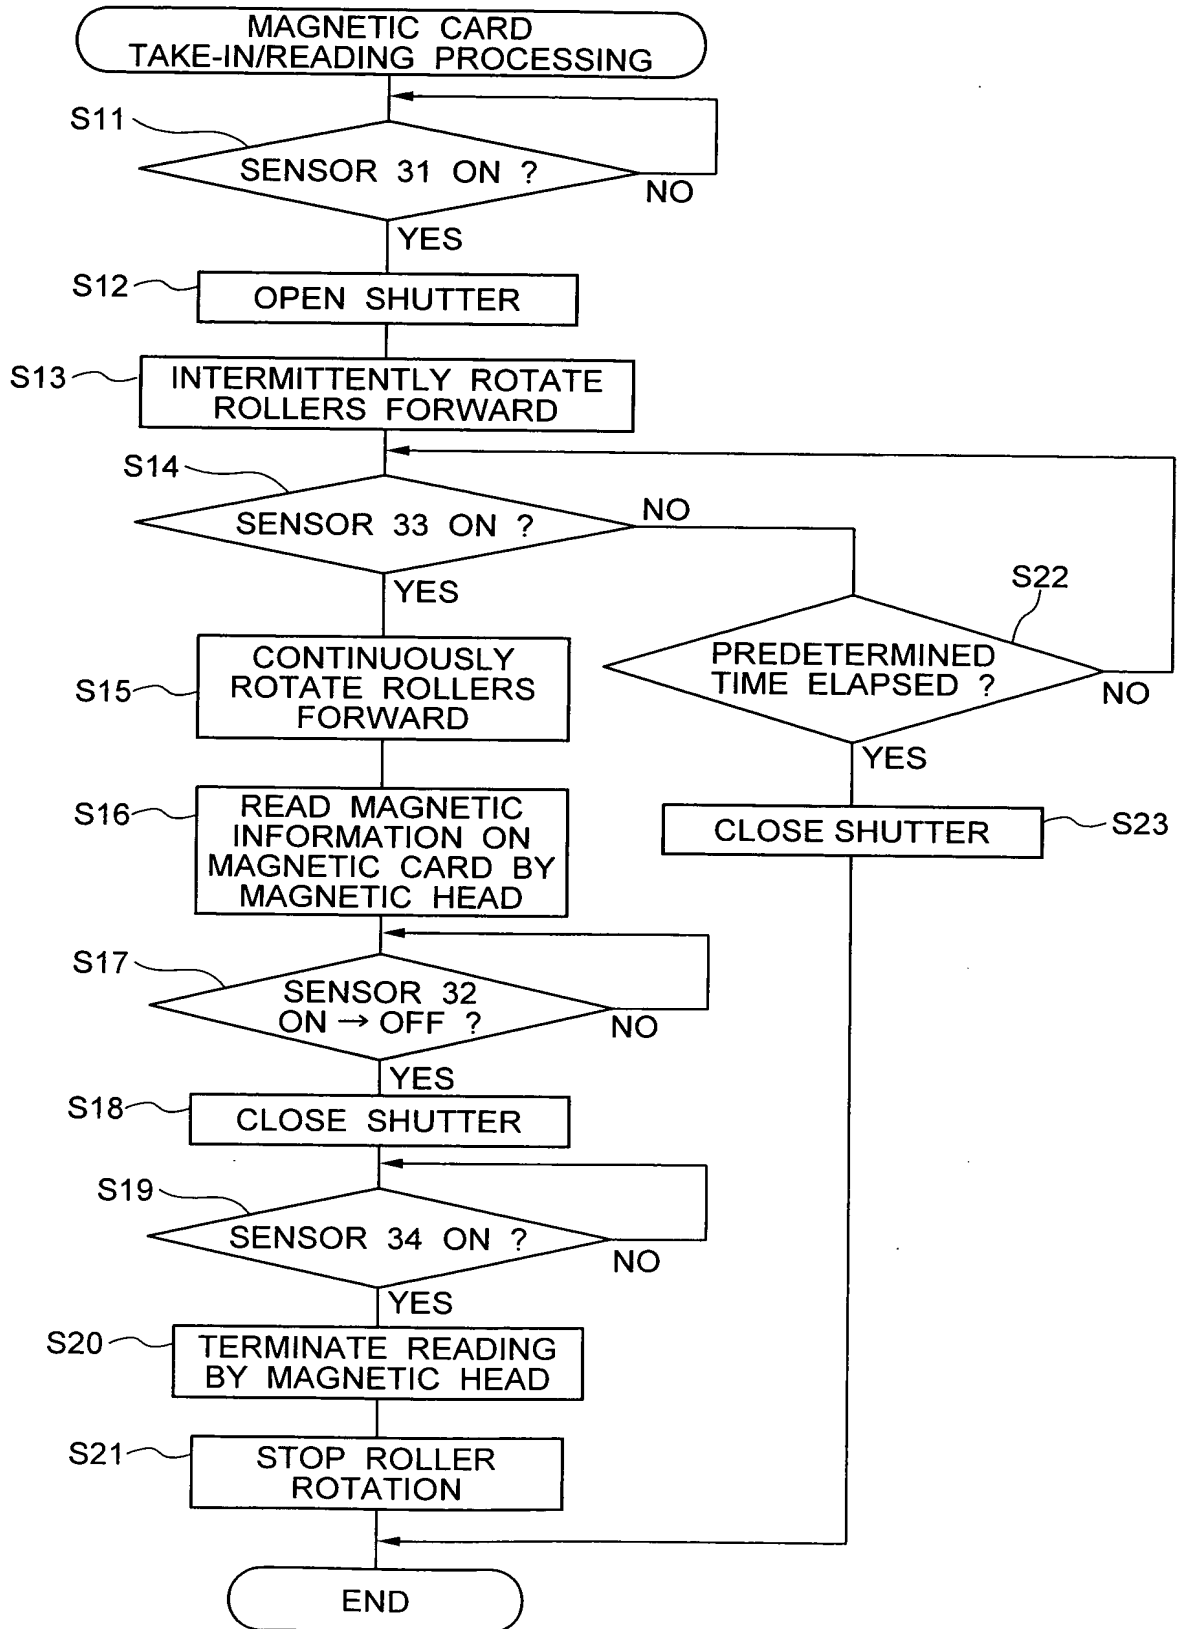 MAGNETIC CARD
TAKE-IN/READING PROCESSING
S11
SENSOR 31 ON ?
NO
YES
S12
OPEN SHUTTER
S13
INTERMITTENTLY ROTATE
ROLLERS FORWARD
S14
SENSOR 33 ON ?
NO
YES
S22
PREDETERMINED
TIME ELAPSED ?
NO
YES
S15
CONTINUOUSLY
ROTATE ROLLERS
FORWARD
S16
READ MAGNETIC
INFORMATION ON
MAGNETIC CARD BY
MAGNETIC HEAD
CLOSE SHUTTER
S23
S17
SENSOR 32
ON → OFF ?
NO
YES
S18
CLOSE SHUTTER
S19
SENSOR 34 ON ?
NO
YES
S20
TERMINATE READING
BY MAGNETIC HEAD
S21
STOP ROLLER
ROTATION
END